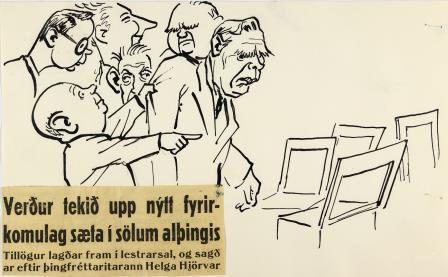 Verður tekið upp nýtt fyrir-
komulag sæta í sölum alþingis
Tillögur lagðar fram í lestrarsal, og sagð
ar eftir þingfréttaritarann Helga Hjörvar